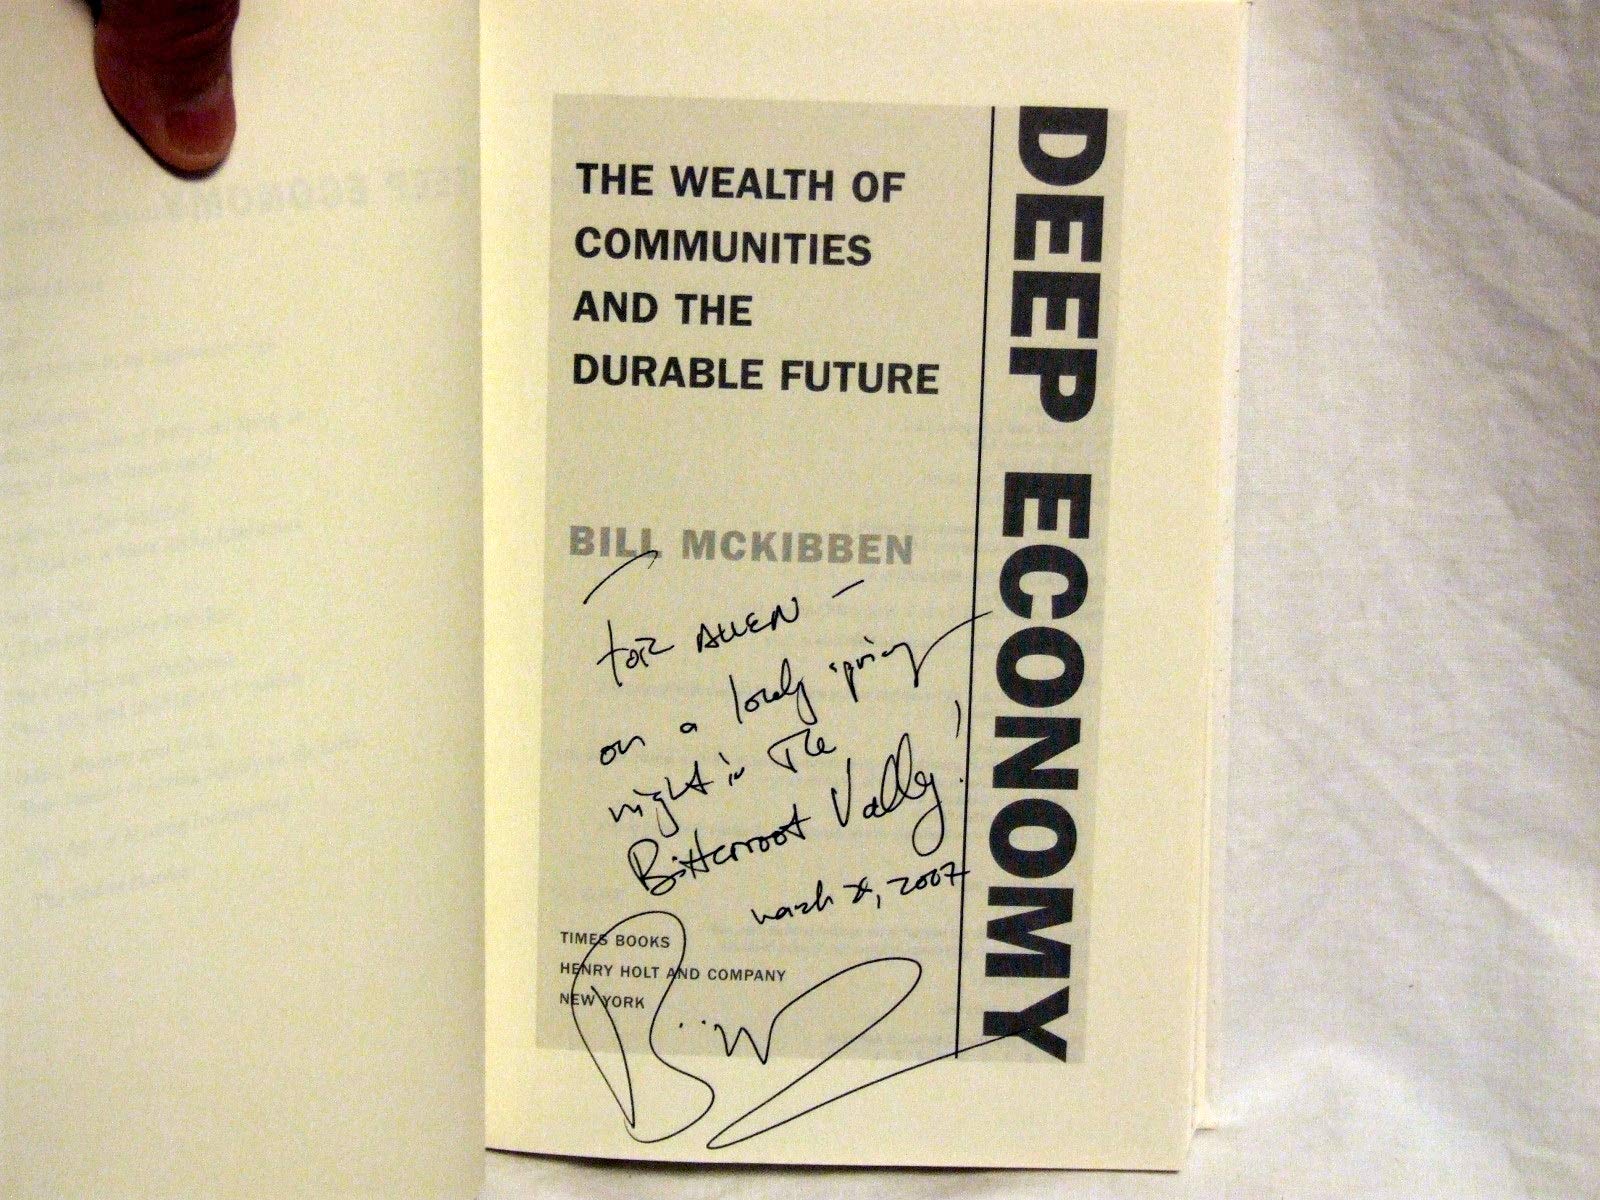 THE WEALTH OF
COMMUNITIES
AND THE
DURABLE FUTURE
DEEP ECONOMY
BILL MCKIBBEN
for ALLEN —
on a lovely spring
night in The
Bitterroot Valley!
march, 2007
TIMES BOOKS
HENRY HOLT AND COMPANY
NEW YORK
Bill